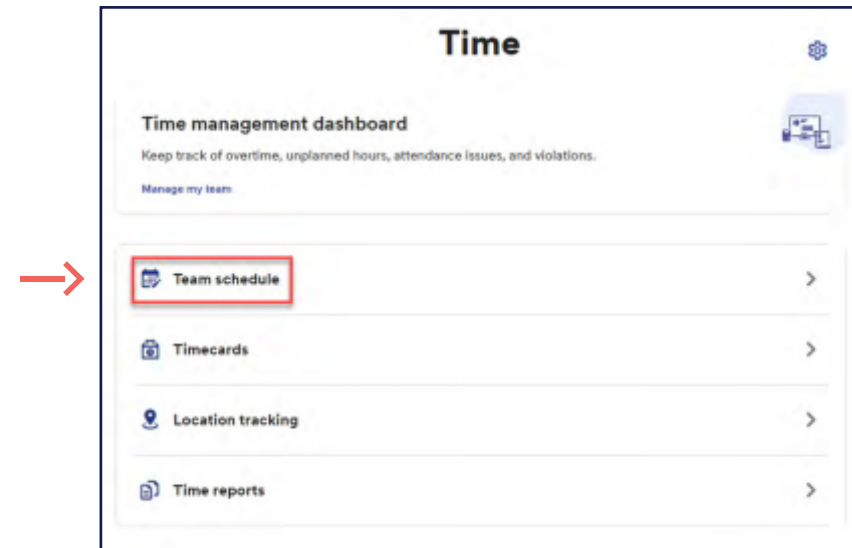 Time
Time management dashboard
Keep track of overtime, unplanned hours, attendance issues, and violations.
Manage my team
Team schedule
Timecards
Location tracking
Time reports